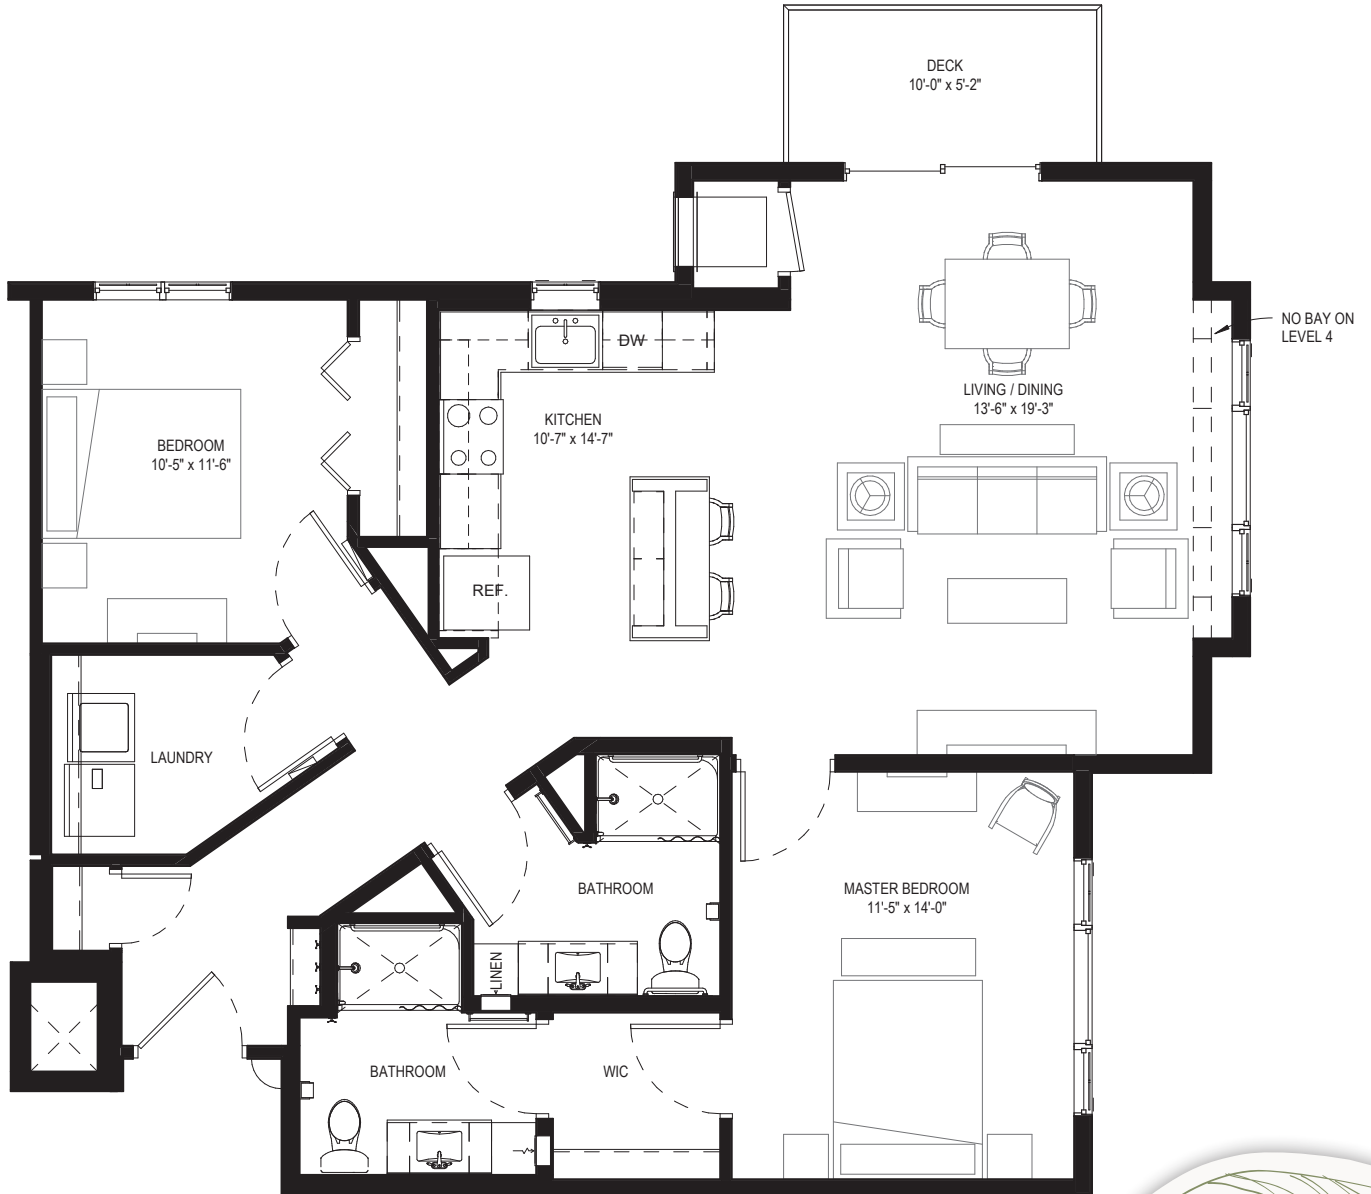 DECK
10'-0" x 5'-2"
NO BAY ON
LEVEL 4
DW
LIVING / DINING
13'-6" x 19'-3"
KITCHEN
10'-7" x 14'-7"
BEDROOM
10'-5" x 11'-6"
REF.
LAUNDRY
BATHROOM
MASTER BEDROOM
11'-5" x 14'-0"
LINEN
BATHROOM
WIC